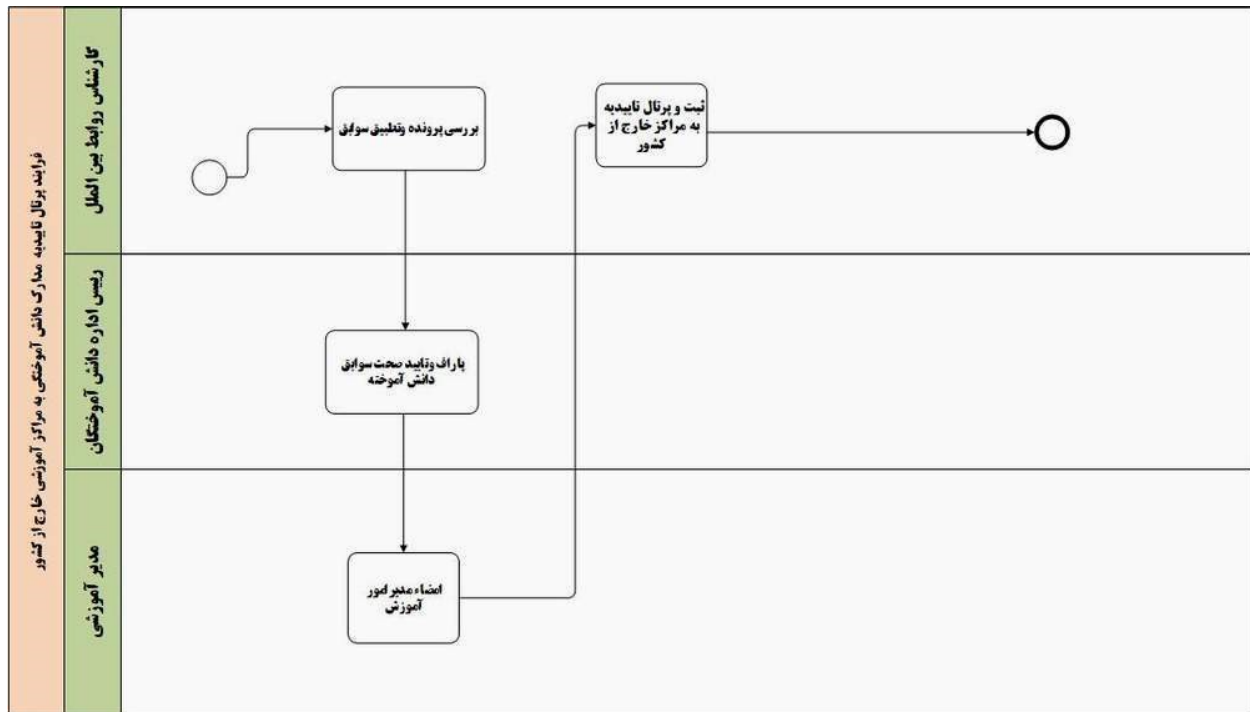 فرایند پرتال تاییدیه مدارک دانش آموختگی به مراکز آموزشی خارج از کشور
کارشناس روابط بین الملل
بررسی پرونده وتطبیق سوابق
ثبت و پرتال تاییدیه
به مراکز خارج از
کشور
رییس اداره دانش آموختگان
پاراف وتایید صحت سوابق
دانش آموخته
مدیر آموزشی
امضاء مدیر امور
آموزش